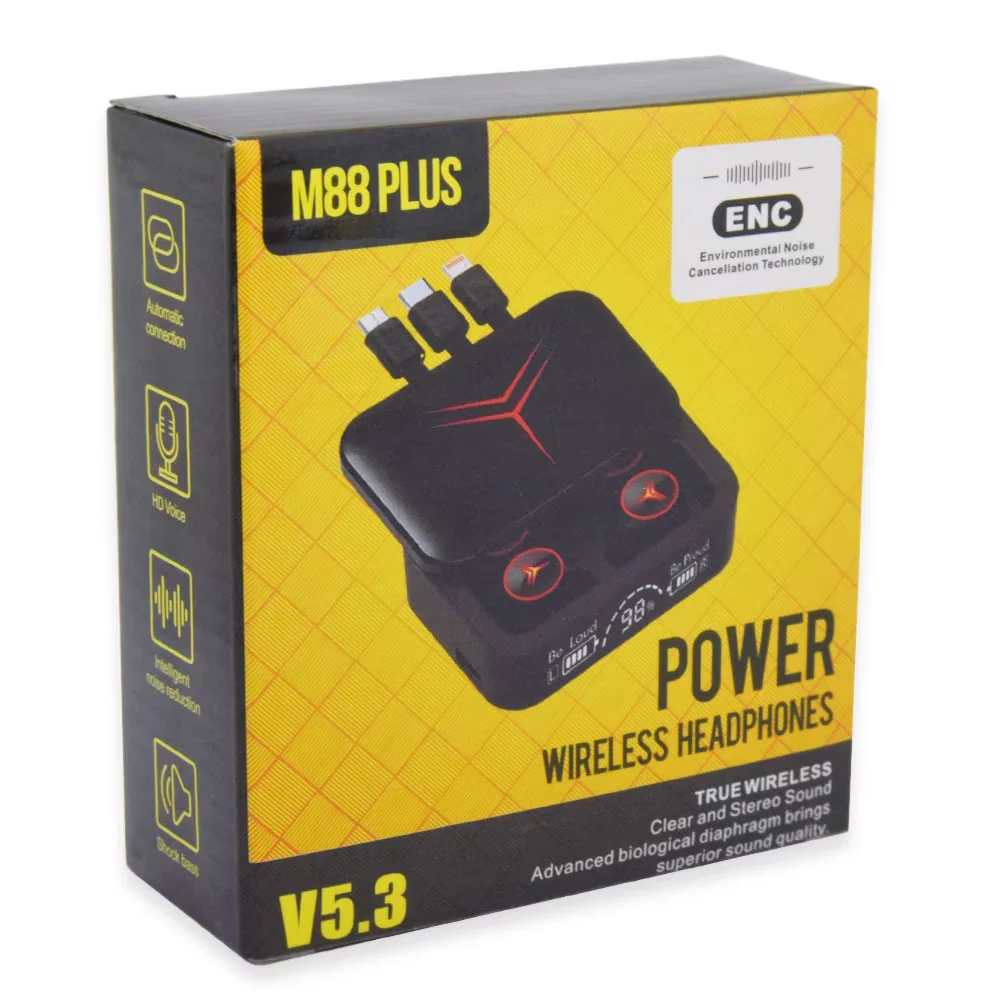 M88 PLUS
ENC
Environmental Noise
Cancellation Technology
Automatic
connection
HD Voice
Intelligent
noise reduction
Shock bass
Be Loud
L
98%
Be Proud
R
POWER
WIRELESS HEADPHONES
TRUE WIRELESS
Clear and Stereo Sound
Advanced biological diaphragm brings
superior sound quality.
V5.3